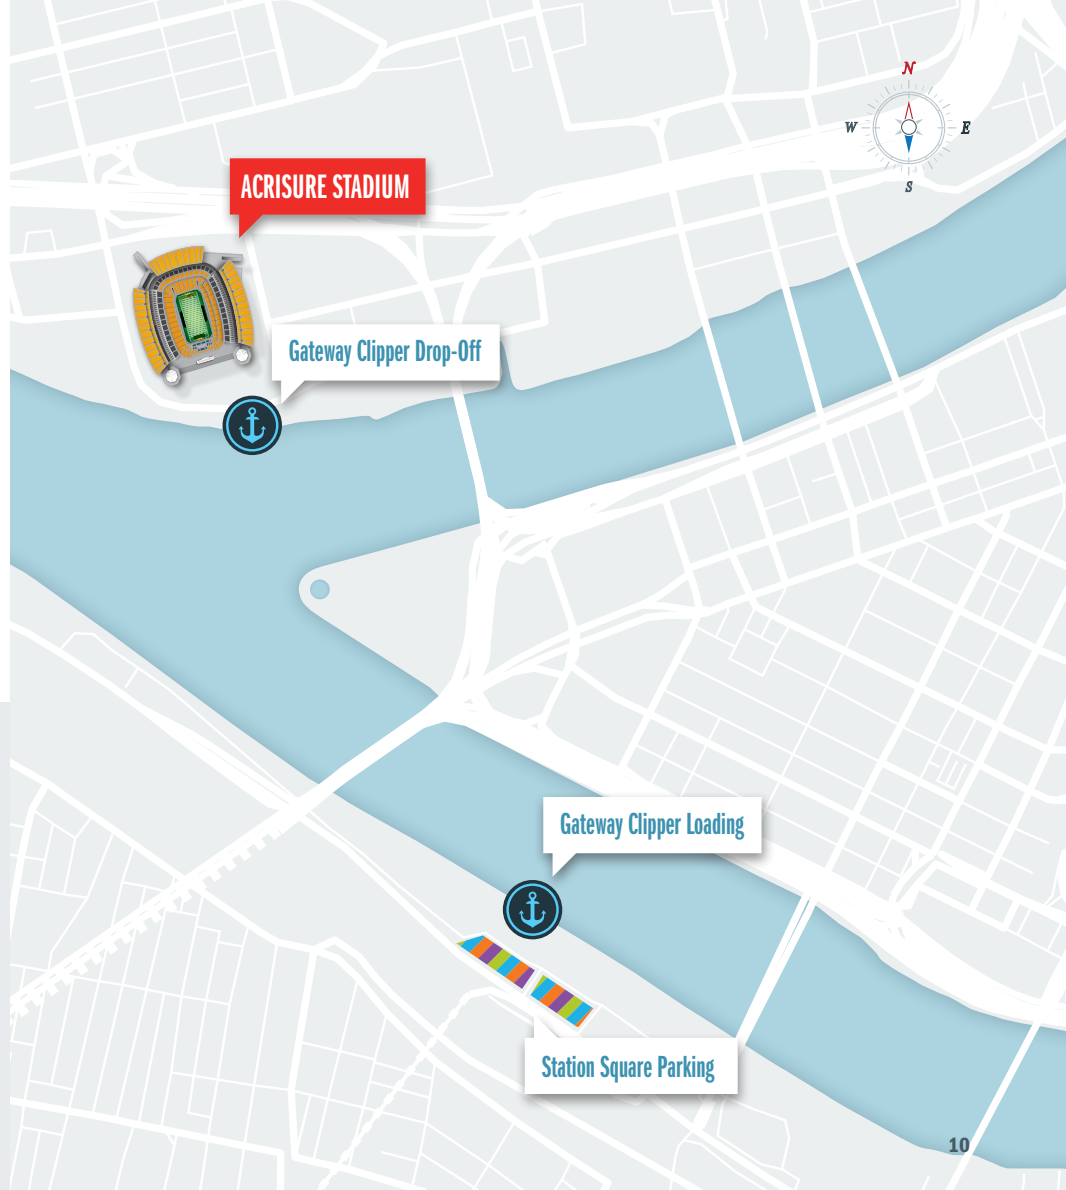 N
W
E
S
ACRISURE STADIUM
Gateway Clipper Drop-Off
Gateway Clipper Loading
Station Square Parking
10